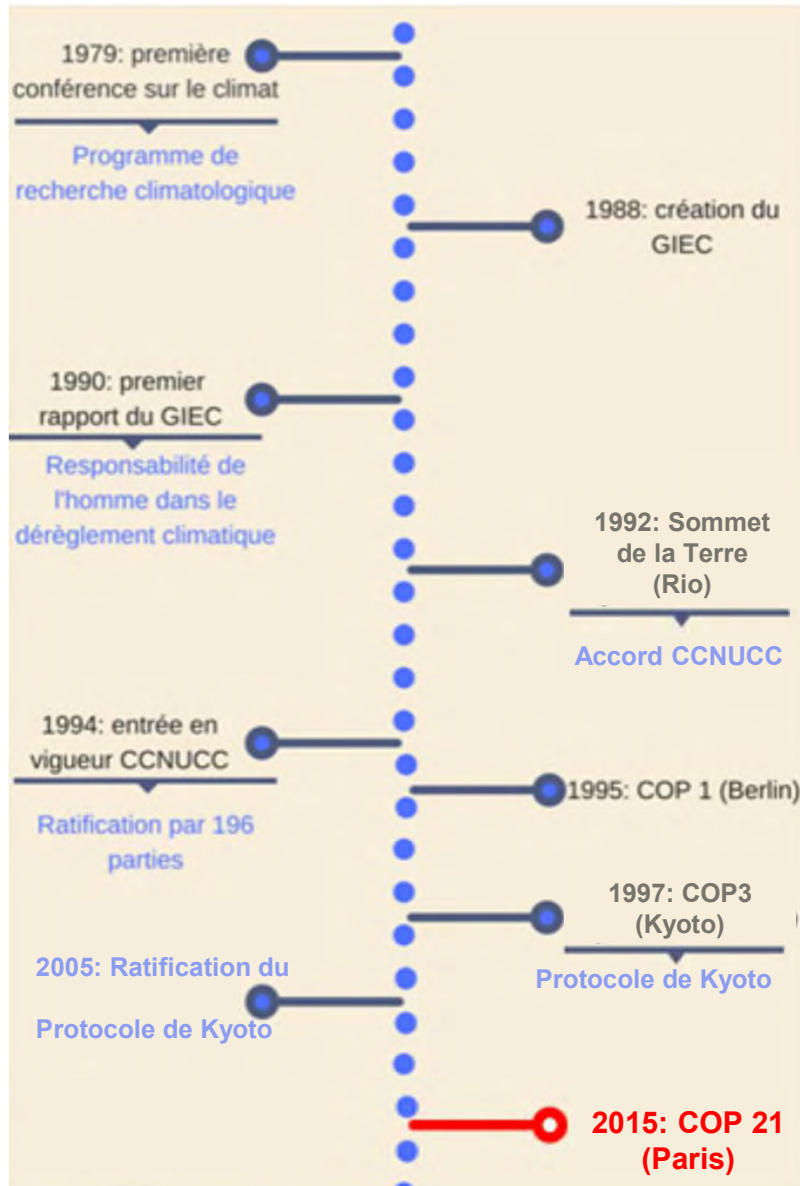 1979: première
conférence sur le climat
Programme de
recherche climatologique
1988: création du
GIEC
1990: premier
rapport du GIEC
Responsabilité de
l'homme dans le
dérèglement climatique
1992: Sommet
de la Terre
(Rio)
Accord CCNUCC
1994: entrée en
vigueur CCNUCC
Ratification par 196
parties
1995: COP 1 (Berlin)
1997: COP3
(Kyoto)
Protocole de Kyoto
2005: Ratification du
Protocole de Kyoto
2015: COP 21
(Paris)